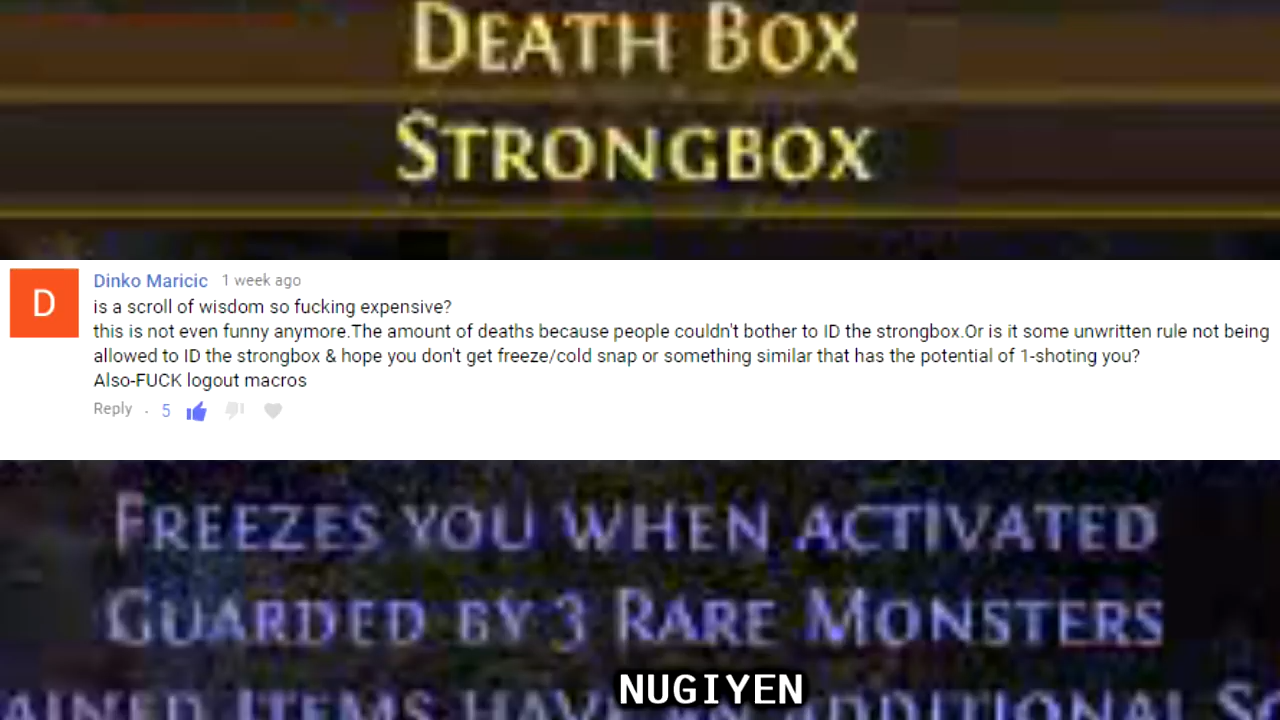 DEATH BOX
STRONGBOX
D
Dinko Maricic 1 week ago
is a scroll of wisdom so fucking expensive?
this is not even funny anymore.The amount of deaths because people couldn't bother to ID the strongbox.Or is it some unwritten rule not being
allowed to ID the strongbox & hope you don't get freeze/cold snap or something similar that has the potential of 1-shoting you?
Also-FUCK logout macros
Reply · 5
FREEZES YOU WHEN ACTIVATED
GUARDED BY 3 RARE MONSTERS
ITEMS HAVE AN ADDITIONAL
NUGIYEN